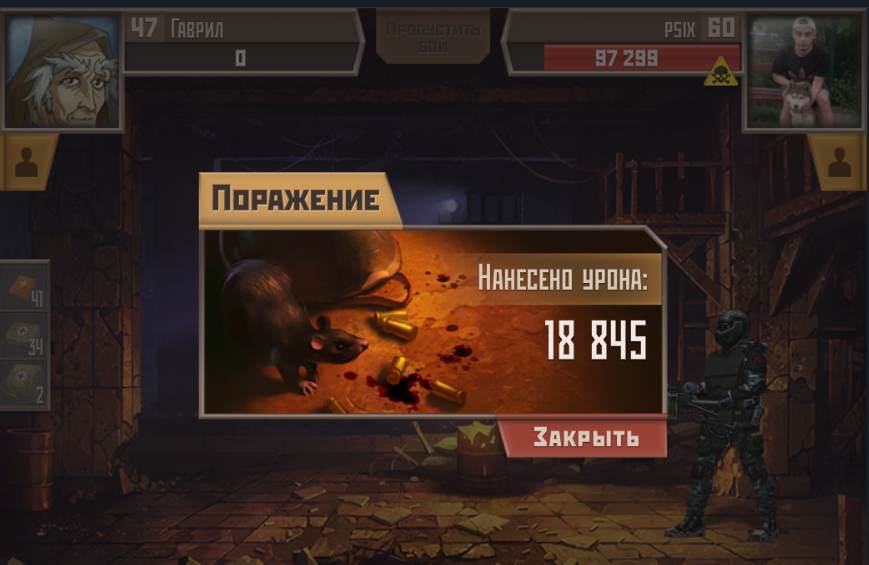 47 Гаврил
0
Пропустить
бой
psix 60
97 299
Поражение
Нанесено урона:
18 845
41
34
2
Закрыть